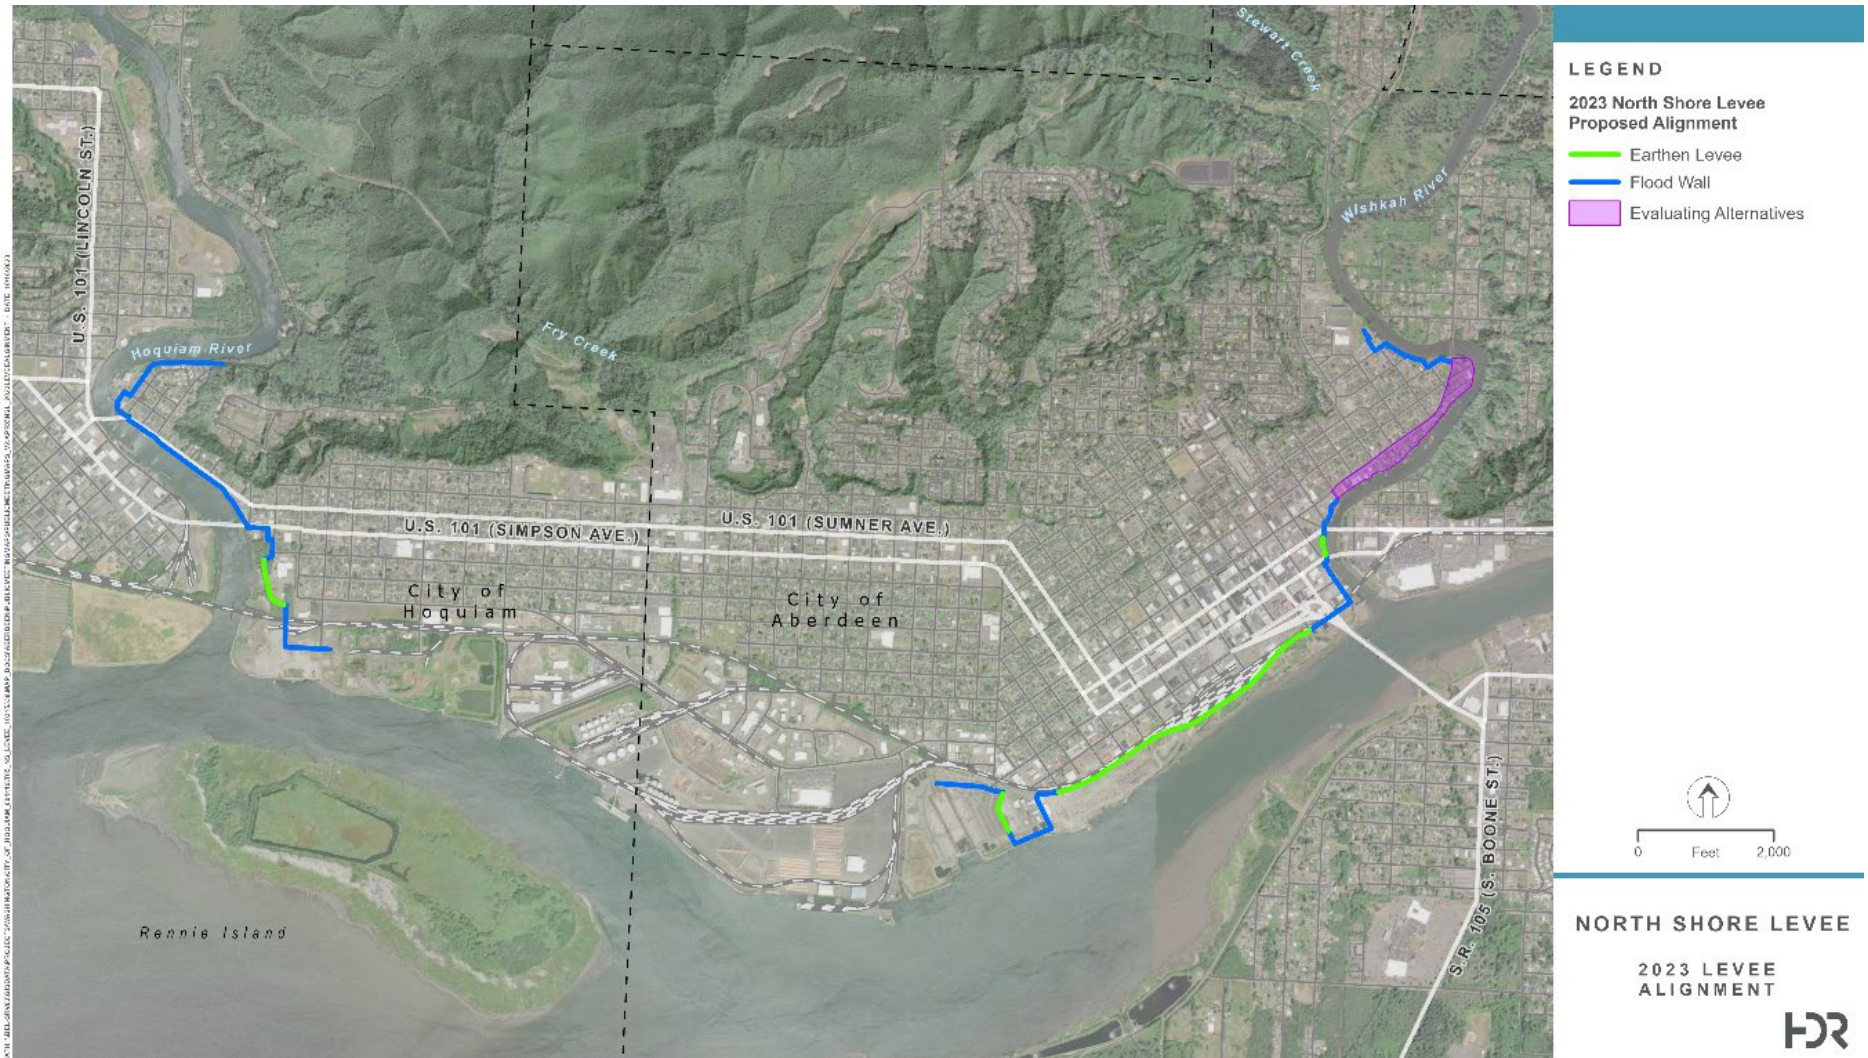 Stewart Creek
Wishkah River
U.S. 101 (LINCOLN ST.)
Hoquiam River
Fry Creek
U.S. 101 (SIMPSON AVE.)
U.S. 101 (SUMNER AVE.)
City of
Hoquiam
City of
Aberdeen
Rennie Island
S.R. 105 (S. BOONE ST.)
LEGEND
2023 North Shore Levee
Proposed Alignment
Earthen Levee
Flood Wall
Evaluating Alternatives
0 Feet 2,000
NORTH SHORE LEVEE
2023 LEVEE
ALIGNMENT
HDR